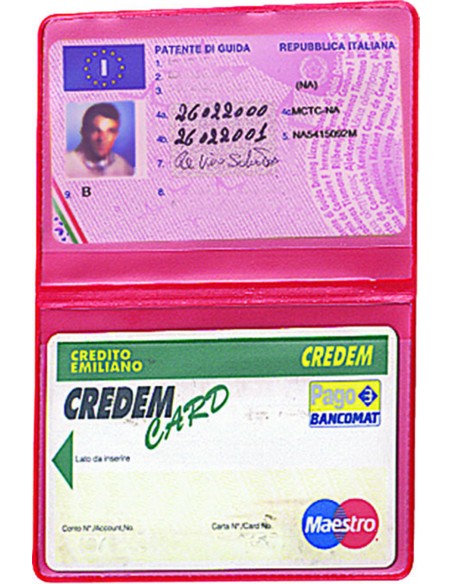 PATENTE DI GUIDA REPUBBLICA ITALIANA
I
1.
2.
3. (NA)
4a. 26022000 4c. MCTC-NA
4b. 26022001 5. NA5415092M
7.
9. B 8.
CREDITO EMILIANO
CREDEM
CREDEM CARD
Pago
BANCOMAT
Lato da inserire
Conto N°/Account.No.
Carta N°/Card No.
Maestro